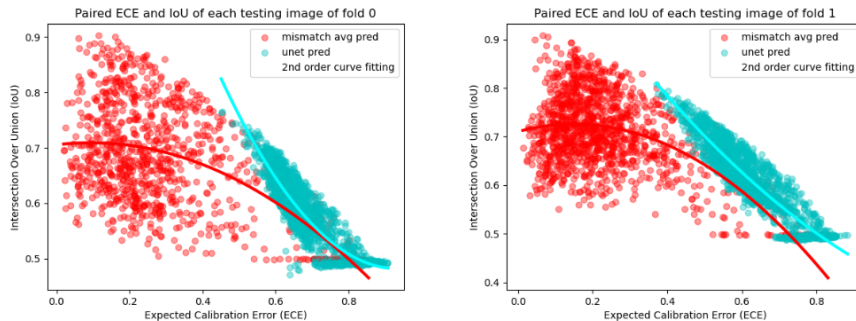 Paired ECE and IoU of each testing image of fold 0
mismatch avg pred
unet pred
2nd order curve fitting
0.9
0.8
0.7
0.6
0.5
Intersection Over Union (IoU)
0.0 0.2 0.4 0.6 0.8
Expected Calibration Error (ECE)
Paired ECE and IoU of each testing image of fold 1
mismatch avg pred
unet pred
2nd order curve fitting
0.9
0.8
0.7
0.6
0.5
0.4
Intersection Over Union (IoU)
0.0 0.2 0.4 0.6 0.8
Expected Calibration Error (ECE)